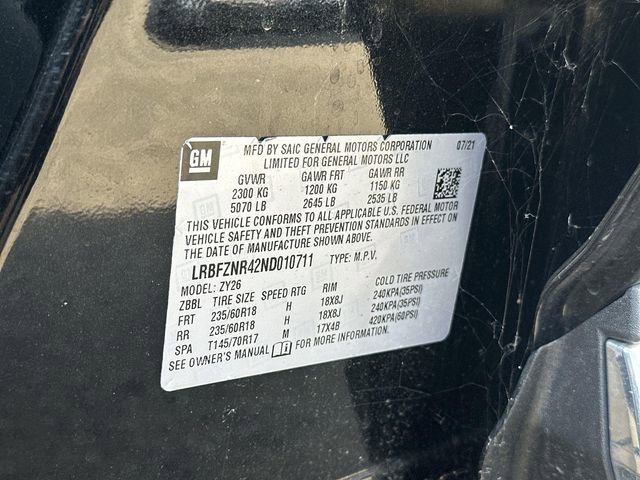 GM
MFD BY SAIC GENERAL MOTORS CORPORATION 07/21
LIMITED FOR GENERAL MOTORS LLC
GVWR GAWR FRT GAWR RR
2300 KG 1200 KG 1150 KG
5070 LB 2645 LB 2535 LB
THIS VEHICLE CONFORMS TO ALL APPLICABLE U.S. FEDERAL MOTOR
VEHICLE SAFETY AND THEFT PREVENTION STANDARDS IN EFFECT ON
THE DATE OF MANUFACTURE SHOWN ABOVE.
LRBFZNR42ND010711 TYPE: M.P.V.
MODEL: ZY26
ZBBL TIRE SIZE SPEED RTG RIM COLD TIRE PRESSURE
FRT 235/60R18 H 18X8J 240KPA(35PSI)
RR 235/60R18 H 18X8J 240KPA(35PSI)
SPA T145/70R17 M 17X4B 420KPA(60PSI)
SEE OWNER'S MANUAL FOR MORE INFORMATION.